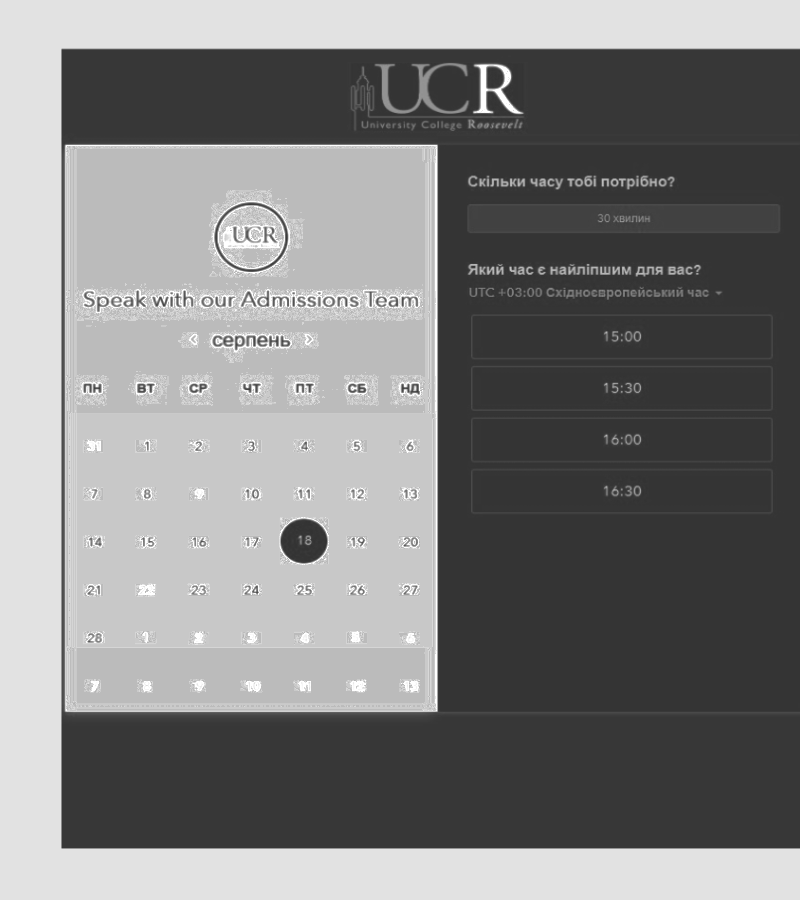 UCR
University College Roosevelt
UCR
Speak with our Admissions Team
серпень
ПН ВТ СР ЧТ ПТ СБ НД
31 1 2 3 4 5 6
7 8 9 10 11 12 13
14 15 16 17 18 19 20
21 22 23 24 25 26 27
28 1 2 3 4 5 6
7 8 9 10 11 12 13
Скільки часу тобі потрібно?
30 хвилин
Який час є найліпшим для вас?
UTC +03:00 Східноєвропейський час
15:00
15:30
16:00
16:30